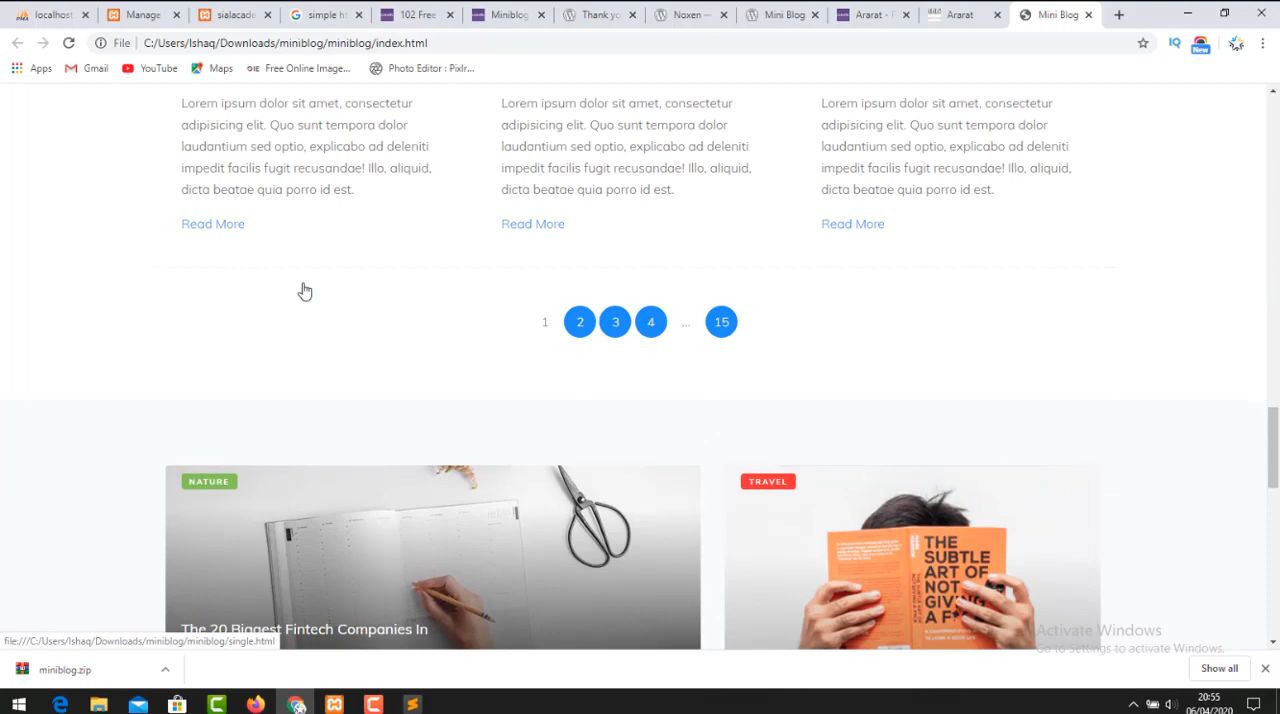 localhost
Manage
sialacade
simple h
102 Free
Miniblog
Thank yo
Noxen —
Mini Blog
Ararat - F
Ararat
Mini Blog
File C:/Users/Ishaq/Downloads/miniblog/miniblog/index.html
IQ
New
Apps
Gmail
YouTube
Maps
OIE Free Online Image...
Photo Editor : Pixlr...
Lorem ipsum dolor sit amet, consectetur
adipisicing elit. Quo sunt tempora dolor
laudantium sed optio, explicabo ad deleniti
impedit facilis fugit recusandae! Illo, aliquid,
dicta beatae quia porro id est.
Read More
Lorem ipsum dolor sit amet, consectetur
adipisicing elit. Quo sunt tempora dolor
laudantium sed optio, explicabo ad deleniti
impedit facilis fugit recusandae! Illo, aliquid,
dicta beatae quia porro id est.
Read More
Lorem ipsum dolor sit amet, consectetur
adipisicing elit. Quo sunt tempora dolor
laudantium sed optio, explicabo ad deleniti
impedit facilis fugit recusandae! Illo, aliquid,
dicta beatae quia porro id est.
Read More
1 2 3 4 ... 15
NATURE
The 20 Biggest Fintech Companies In
TRAVEL
THE
SUBTLE
ART OF
NOT
GIVING
A F
Activate Windows
Go to Settings to activate Windows.
file:///C:/Users/Ishaq/Downloads/miniblog/miniblog/single.html
miniblog.zip
Show all
20:55
06/04/2020